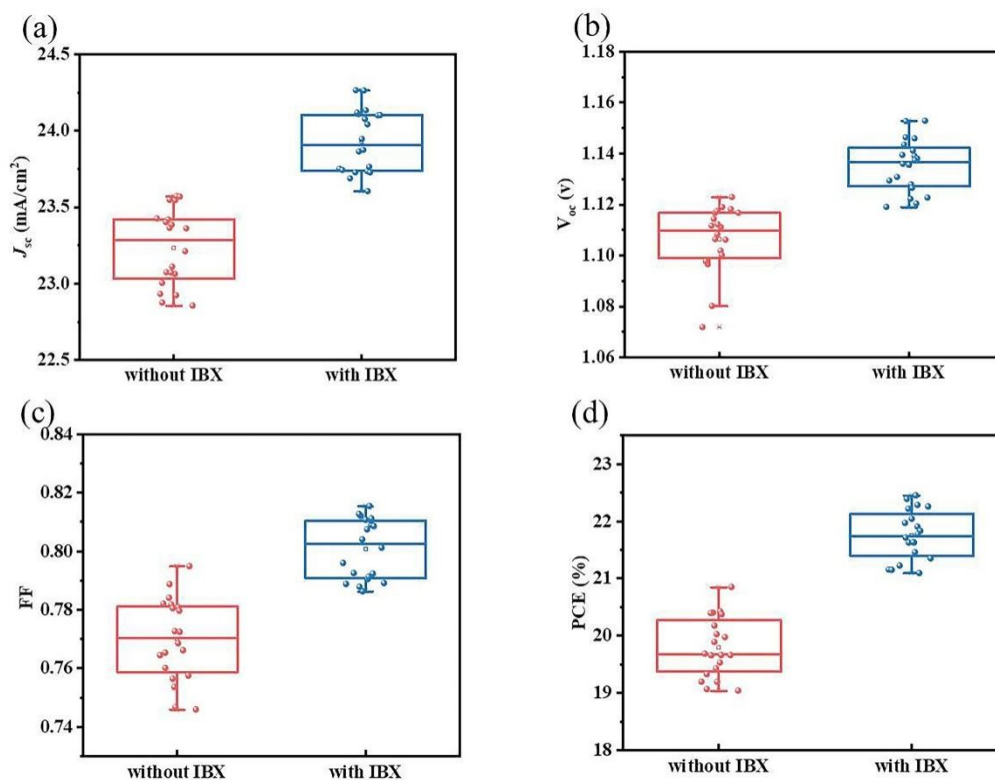 (a)
24.5
24.0
23.5
23.0
22.5
Jsc (mA/cm²)
without IBX
with IBX
(b)
1.18
1.16
1.14
1.12
1.10
1.08
1.06
Voc (v)
without IBX
with IBX
(c)
0.84
0.82
0.80
0.78
0.76
0.74
FF
without IBX
with IBX
(d)
23
22
21
20
19
18
PCE (%)
without IBX
with IBX